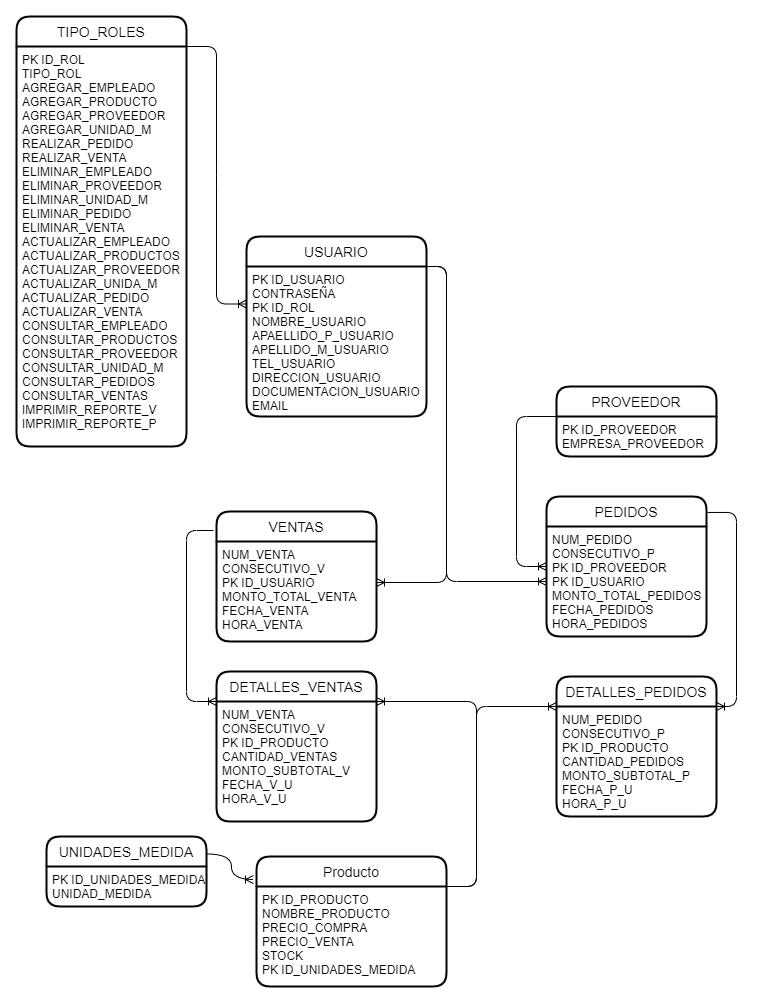 TIPO_ROLES
PK ID_ROL
TIPO_ROL
AGREGAR_EMPLEADO
AGREGAR_PRODUCTO
AGREGAR_PROVEEDOR
AGREGAR_UNIDAD_M
REALIZAR_PEDIDO
REALIZAR_VENTA
ELIMINAR_EMPLEADO
ELIMINAR_PROVEEDOR
ELIMINAR_UNIDAD_M
ELIMINAR_PEDIDO
ELIMINAR_VENTA
ACTUALIZAR_EMPLEADO
ACTUALIZAR_PRODUCTOS
ACTUALIZAR_PROVEEDOR
ACTUALIZAR_UNIDA_M
ACTUALIZAR_PEDIDO
ACTUALIZAR_VENTA
CONSULTAR_EMPLEADO
CONSULTAR_PRODUCTOS
CONSULTAR_PROVEEDOR
CONSULTAR_UNIDAD_M
CONSULTAR_PEDIDOS
CONSULTAR_VENTAS
IMPRIMIR_REPORTE_V
IMPRIMIR_REPORTE_P
USUARIO
PK ID_USUARIO
CONTRASEÑA
PK ID_ROL
NOMBRE_USUARIO
APAELLIDO_P_USUARIO
APELLIDO_M_USUARIO
TEL_USUARIO
DIRECCION_USUARIO
DOCUMENTACION_USUARIO
EMAIL
PROVEEDOR
PK ID_PROVEEDOR
EMPRESA_PROVEEDOR
VENTAS
NUM_VENTA
CONSECUTIVO_V
PK ID_USUARIO
MONTO_TOTAL_VENTA
FECHA_VENTA
HORA_VENTA
PEDIDOS
NUM_PEDIDO
CONSECUTIVO_P
PK ID_PROVEEDOR
PK ID_USUARIO
MONTO_TOTAL_PEDIDOS
FECHA_PEDIDOS
HORA_PEDIDOS
DETALLES_VENTAS
NUM_VENTA
CONSECUTIVO_V
PK ID_PRODUCTO
CANTIDAD_VENTAS
MONTO_SUBTOTAL_V
FECHA_V_U
HORA_V_U
DETALLES_PEDIDOS
NUM_PEDIDO
CONSECUTIVO_P
PK ID_PRODUCTO
CANTIDAD_PEDIDOS
MONTO_SUBTOTAL_P
FECHA_P_U
HORA_P_U
UNIDADES_MEDIDA
PK ID_UNIDADES_MEDIDA
UNIDAD_MEDIDA
Producto
PK ID_PRODUCTO
NOMBRE_PRODUCTO
PRECIO_COMPRA
PRECIO_VENTA
STOCK
PK ID_UNIDADES_MEDIDA